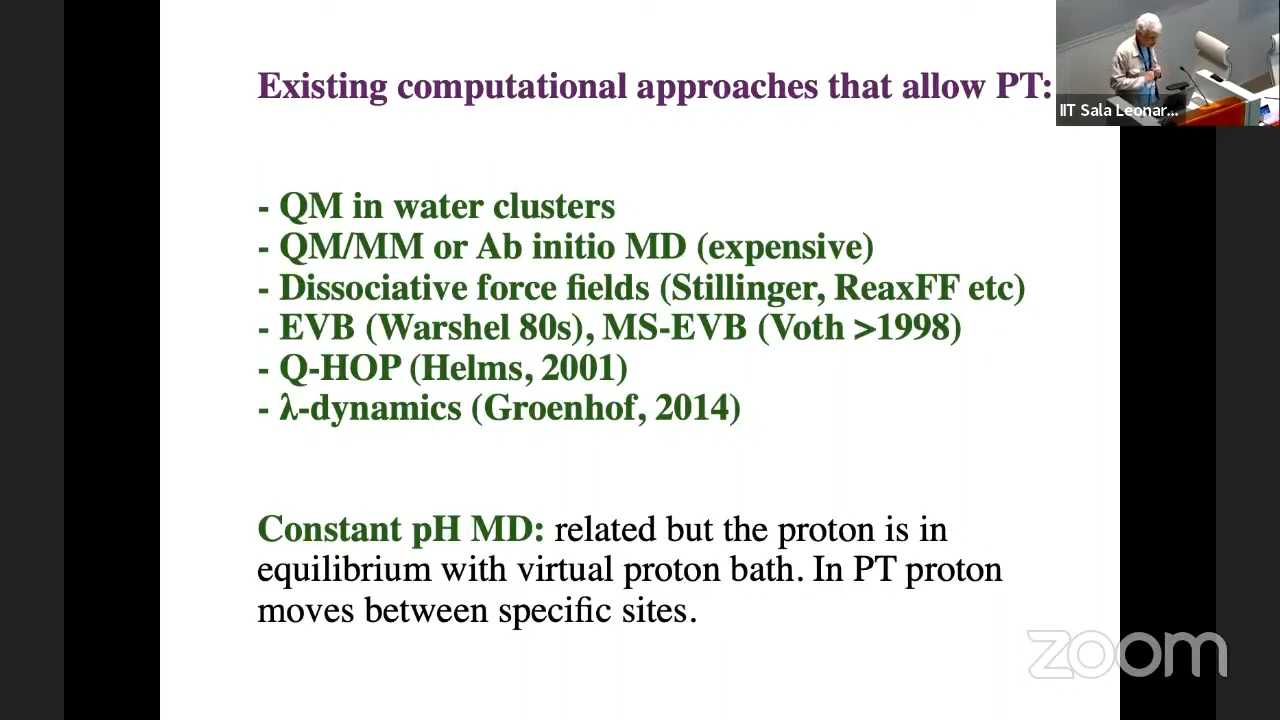 Existing computational approaches that allow PT:
IIT Sala Leonar...
- QM in water clusters
- QM/MM or Ab initio MD (expensive)
- Dissociative force fields (Stillinger, ReaxFF etc)
- EVB (Warshel 80s), MS-EVB (Voth >1998)
- Q-HOP (Helms, 2001)
- λ-dynamics (Groenhof, 2014)
Constant pH MD: related but the proton is in
equilibrium with virtual proton bath. In PT proton
moves between specific sites.
zoom